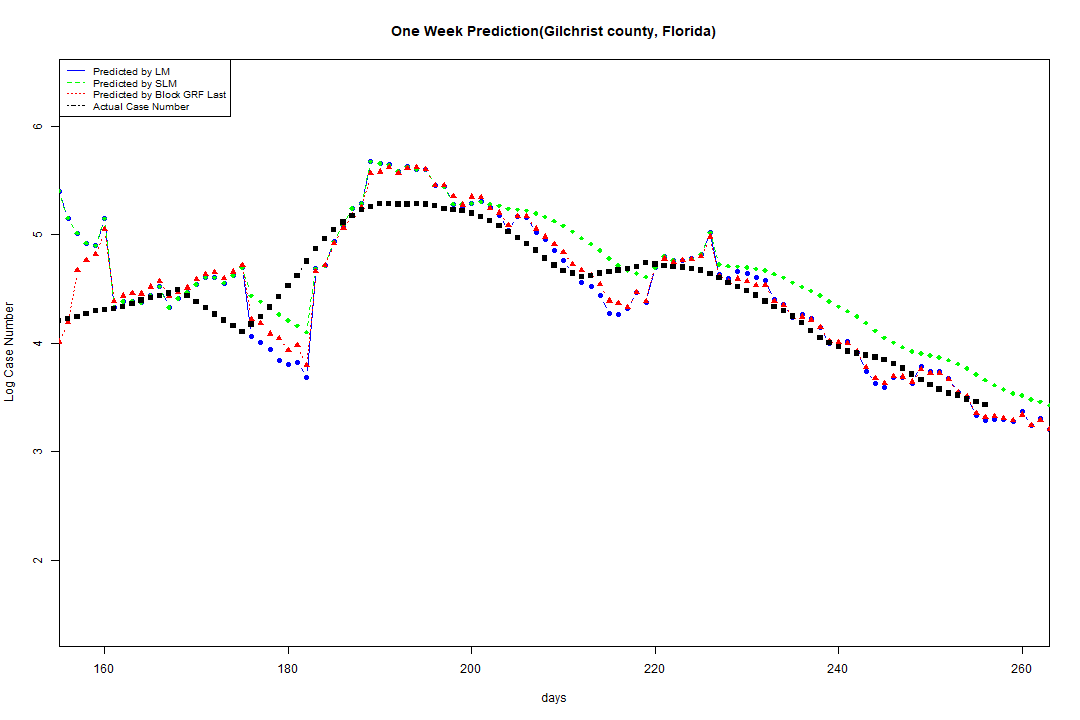 One Week Prediction(Gilchrist county, Florida)
Predicted by LM
Predicted by SLM
Predicted by Block GRF Last
Actual Case Number
6
5
4
3
2
Log Case Number
160 180 200 220 240 260
days